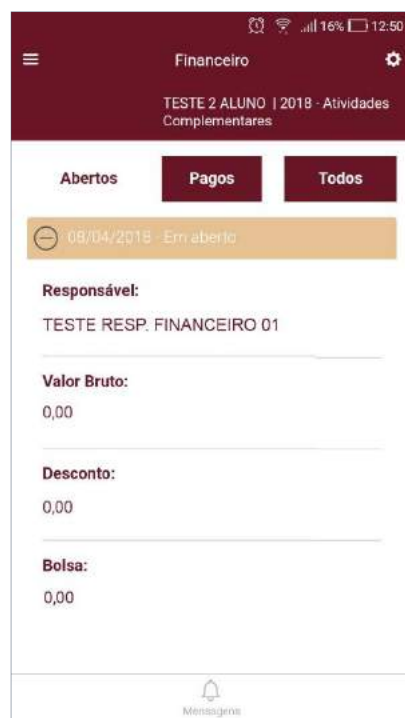 16% 12:50
Financeiro
TESTE 2 ALUNO | 2018 - Atividades
Complementares
Abertos Pagos Todos
08/04/2018 - Em aberto
Responsável:
TESTE RESP. FINANCEIRO 01
Valor Bruto:
0,00
Desconto:
0,00
Bolsa:
0,00
Mensagens